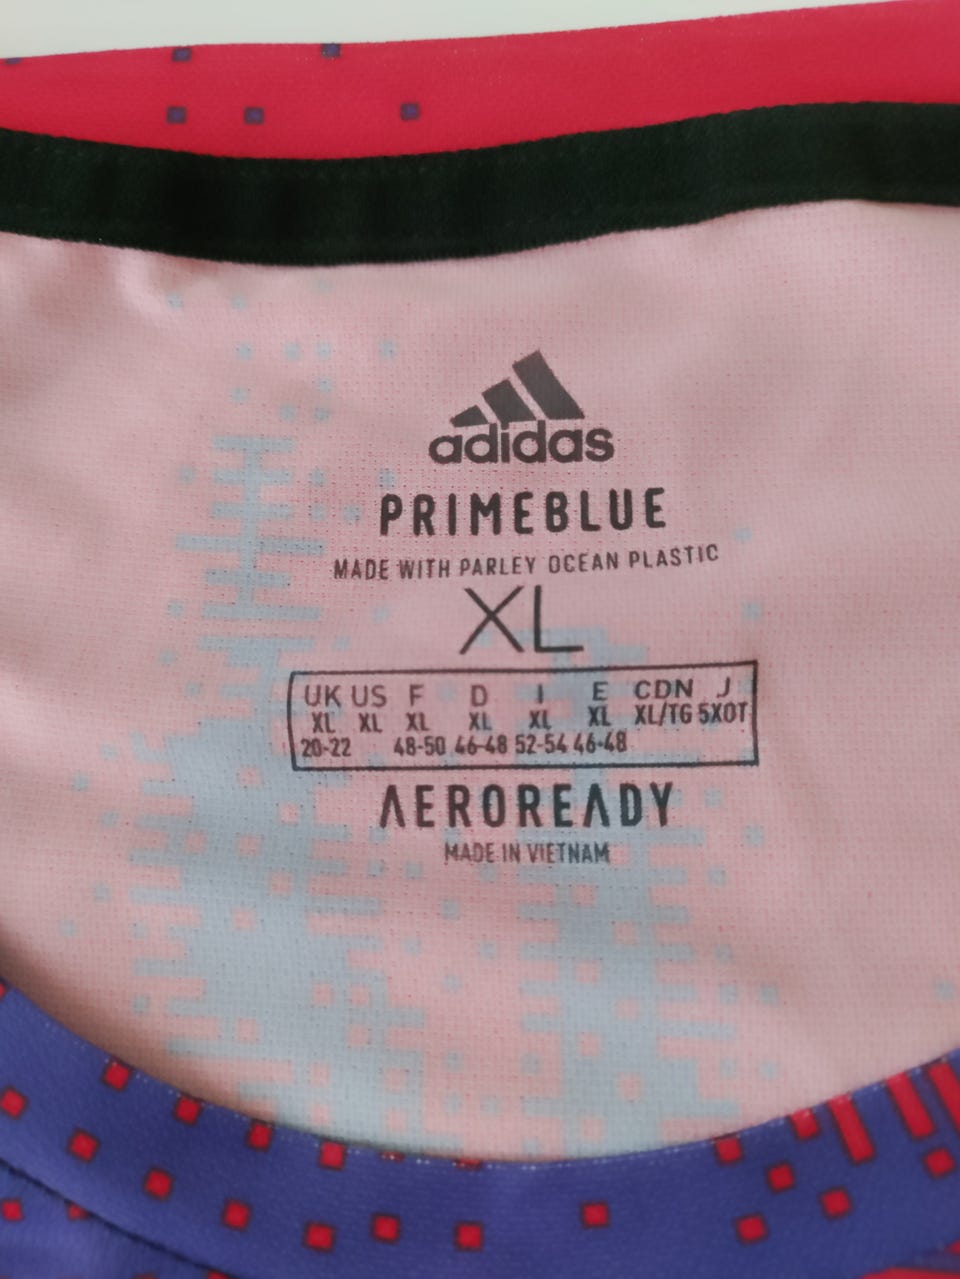 adidas
PRIMEBLUE
MADE WITH PARLEY OCEAN PLASTIC
XL
UK US F D I E CDN J
XL XL XL XL XL XL XL/TG 5XOT
20-22 48-50 46-48 52-54 46-48
AEROREADY
MADE IN VIETNAM